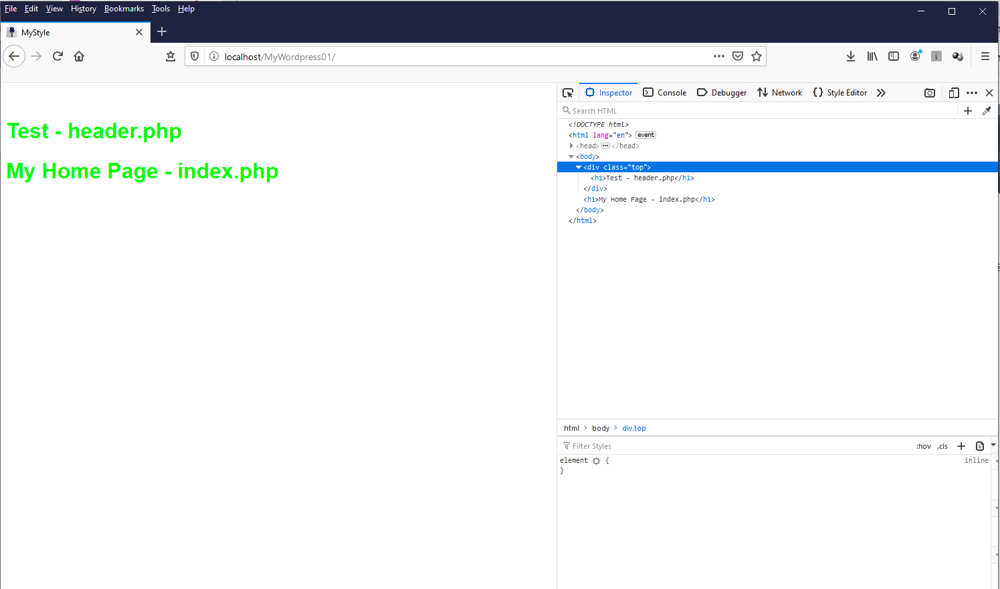 File Edit View History Bookmarks Tools Help
MyStyle
localhost/MyWordpress01/
Inspector Console Debugger Network Style Editor
Search HTML
Test - header.php
My Home Page - index.php
<!DOCTYPE html>
<html lang="en"> event
<head> ••• </head>
<body>
<div class="top">
<h1>Test - header.php</h1>
</div>
<h1>My Home Page - index.php</h1>
</body>
</html>
html > body > div.top
Filter Styles :hov .cls
element { inline
}